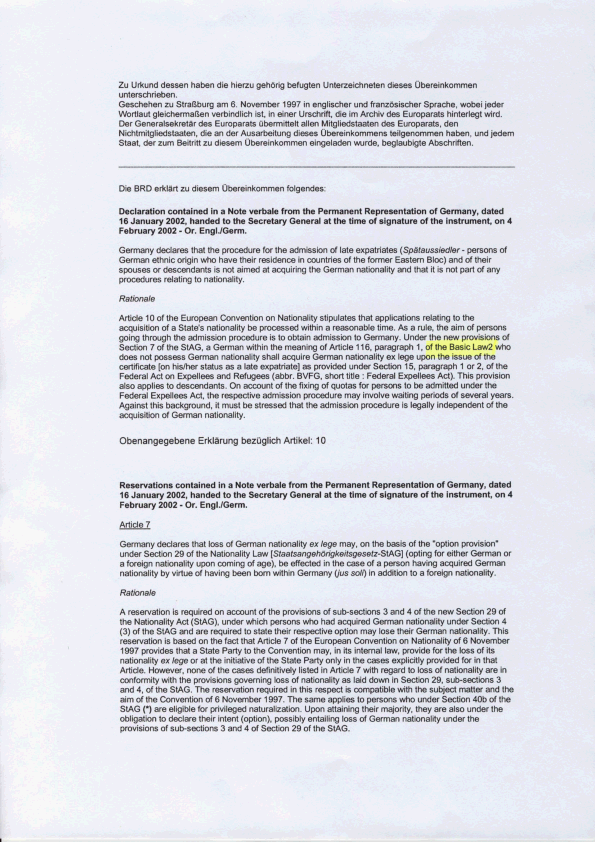 Zu Urkund dessen haben die hierzu gehörig befugten Unterzeichneten dieses Übereinkommen
unterschrieben.
Geschehen zu Straßburg am 6. November 1997 in englischer und französischer Sprache, wobei jeder
Wortlaut gleichermaßen verbindlich ist, in einer Urschrift, die im Archiv des Europarats hinterlegt wird.
Der Generalsekretär des Europarats übermittelt allen Mitgliedstaaten des Europarats, den
Nichtmitgliedstaaten, die an der Ausarbeitung dieses Übereinkommens teilgenommen haben, und jedem
Staat, der zum Beitritt zu diesem Übereinkommen eingeladen wurde, beglaubigte Abschriften.
Die BRD erklärt zu diesem Übereinkommen folgendes:
Declaration contained in a Note verbale from the Permanent Representation of Germany, dated
16 January 2002, handed to the Secretary General at the time of signature of the instrument, on 4
February 2002 - Or. Engl./Germ.
Germany declares that the procedure for the admission of late expatriates (Spätaussiedler - persons of
German ethnic origin who have their residence in countries of the former Eastern Bloc) and of their
spouses or descendants is not aimed at acquiring the German nationality and that it is not part of any
procedures relating to nationality.
Rationale
Article 10 of the European Convention on Nationality stipulates that applications relating to the
acquisition of a State's nationality be processed within a reasonable time. As a rule, the aim of persons
going through the admission procedure is to obtain admission to Germany. Under the new provisions of
Section 7 of the StAG, a German within the meaning of Article 116, paragraph 1, of the Basic Law2 who
does not possess German nationality shall acquire German nationality ex lege upon the issue of the
certificate [on his/her status as a late expatriate] as provided under Section 15, paragraph 1 or 2, of the
Federal Act on Expellees and Refugees (abbr. BVFG, short title : Federal Expellees Act). This provision
also applies to descendants. On account of the fixing of quotas for persons to be admitted under the
Federal Expellees Act, the respective admission procedure may involve waiting periods of several years.
Against this background, it must be stressed that the admission procedure is legally independent of the
acquisition of German nationality.
Obenangegebene Erklärung bezüglich Artikel: 10
Reservations contained in a Note verbale from the Permanent Representation of Germany, dated
16 January 2002, handed to the Secretary General at the time of signature of the instrument, on 4
February 2002 - Or. Engl./Germ.
Article 7
Germany declares that loss of German nationality ex lege may, on the basis of the "option provision"
under Section 29 of the Nationality Law [Staatsangehörigkeitsgesetz-StAG] (opting for either German or
a foreign nationality upon coming of age), be effected in the case of a person having acquired German
nationality by virtue of having been born within Germany (jus soli) in addition to a foreign nationality.
Rationale
A reservation is required on account of the provisions of sub-sections 3 and 4 of the new Section 29 of
the Nationality Act (StAG), under which persons who had acquired German nationality under Section 4
(3) of the StAG and are required to state their respective option may lose their German nationality. This
reservation is based on the fact that Article 7 of the European Convention on Nationality of 6 November
1997 provides that a State Party to the Convention may, in its internal law, provide for the loss of its
nationality ex lege or at the initiative of the State Party only in the cases explicitly provided for in that
Article. However, none of the cases definitively listed in Article 7 with regard to loss of nationality are in
conformity with the provisions governing loss of nationality as laid down in Section 29, sub-sections 3
and 4, of the StAG. The reservation required in this respect is compatible with the subject matter and the
aim of the Convention of 6 November 1997. The same applies to persons who under Section 40b of the
StAG (*) are eligible for privileged naturalization. Upon attaining their majority, they are also under the
obligation to declare their intent (option), possibly entailing loss of German nationality under the
provisions of sub-sections 3 and 4 of Section 29 of the StAG.